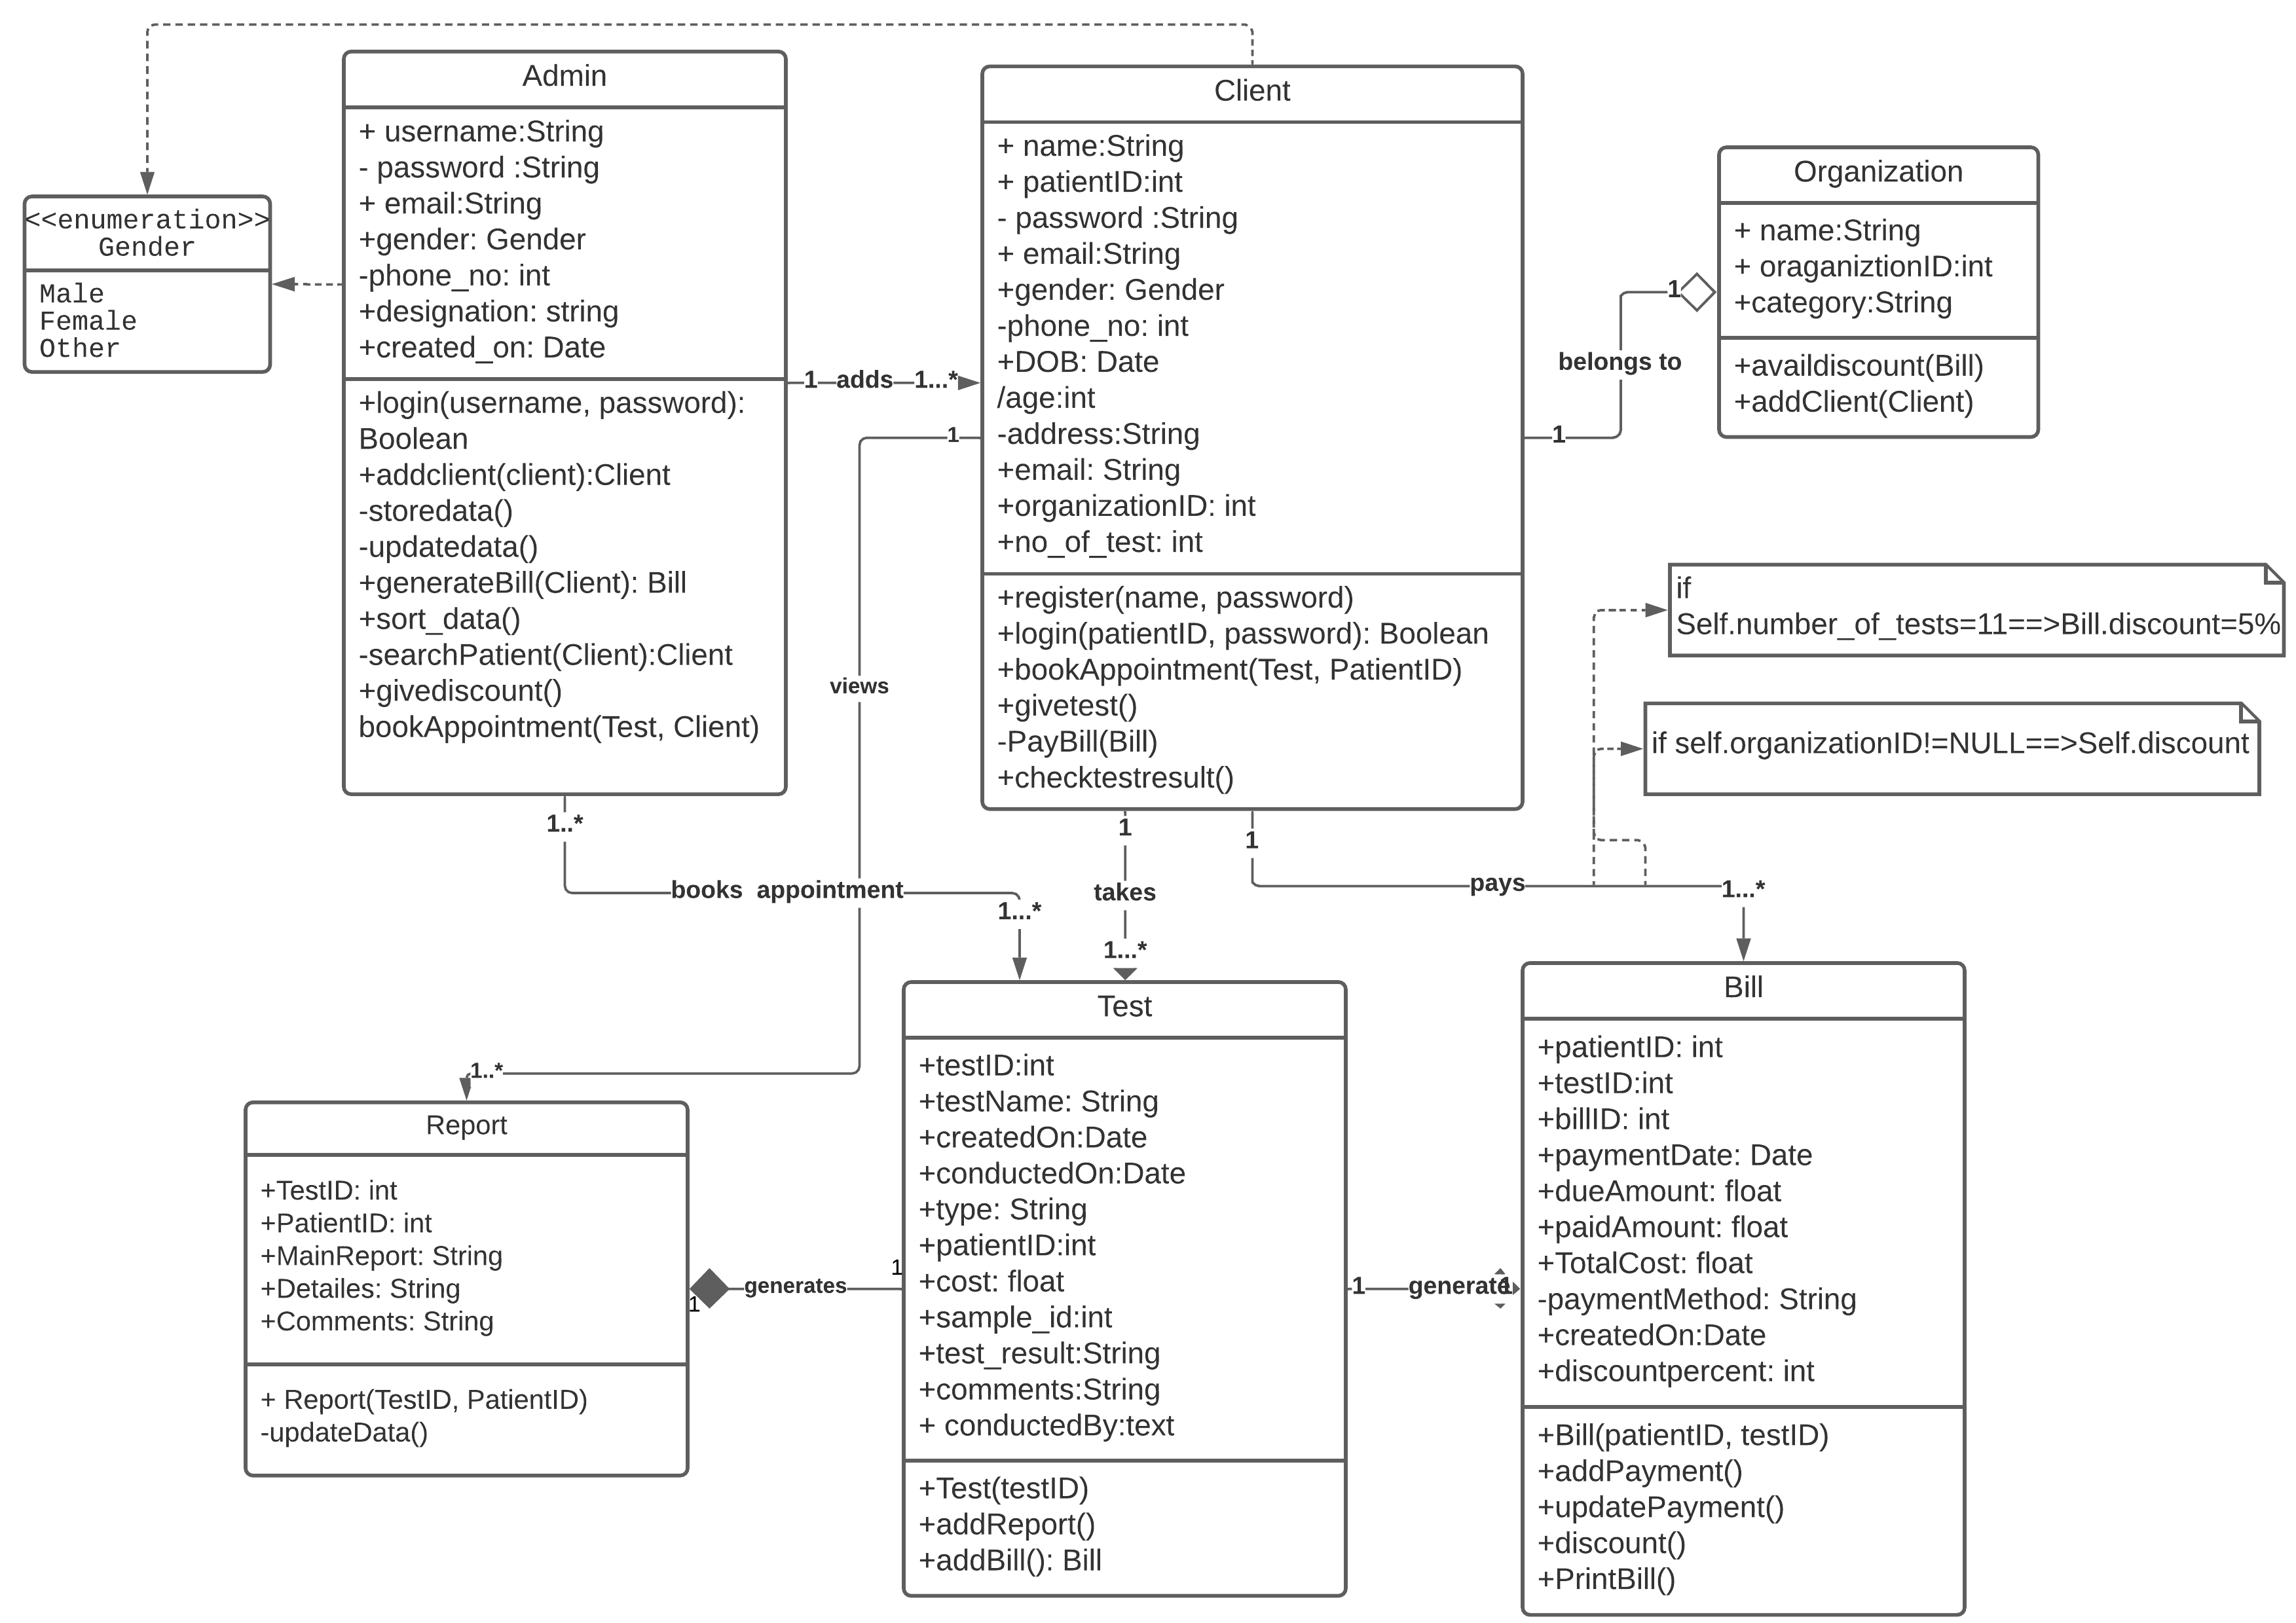 Admin
+ username:String
- password :String
+ email:String
+gender: Gender
-phone_no: int
+designation: string
+created_on: Date
+login(username, password):
Boolean
+addclient(client):Client
-storedata()
-updatedata()
+generateBill(Client): Bill
+sort_data()
-searchPatient(Client):Client
+givediscount()
bookAppointment(Test, Client)
<<enumeration>>
Gender
Male
Female
Other
1 adds 1...*
Client
+ name:String
+ patientID:int
- password :String
+ email:String
+gender: Gender
-phone_no: int
+DOB: Date
/age:int
-address:String
+email: String
+organizationID: int
+no_of_test: int
+register(name, password)
+login(patientID, password): Boolean
+bookAppointment(Test, PatientID)
+givetest()
-PayBill(Bill)
+checktestresult()
Organization
+ name:String
+ oraganiztionID:int
+category:String
+availdiscount(Bill)
+addClient(Client)
1
belongs to
1
if
Self.number_of_tests=11==>Bill.discount=5%
if self.organizationID!=NULL==>Self.discount
1
views
1..*
1..*
books appointment
1...*
1
takes
1...*
1
pays
1...*
Report
+TestID: int
+PatientID: int
+MainReport: String
+Detailes: String
+Comments: String
+ Report(TestID, PatientID)
-updateData()
1
generates
1
Test
+testID:int
+testName: String
+createdOn:Date
+conductedOn:Date
+type: String
+patientID:int
+cost: float
+sample_id:int
+test_result:String
+comments:String
+ conductedBy:text
+Test(testID)
+addReport()
+addBill(): Bill
1 generate 1
Bill
+patientID: int
+testID:int
+billID: int
+paymentDate: Date
+dueAmount: float
+paidAmount: float
+TotalCost: float
-paymentMethod: String
+createdOn:Date
+discountpercent: int
+Bill(patientID, testID)
+addPayment()
+updatePayment()
+discount()
+PrintBill()